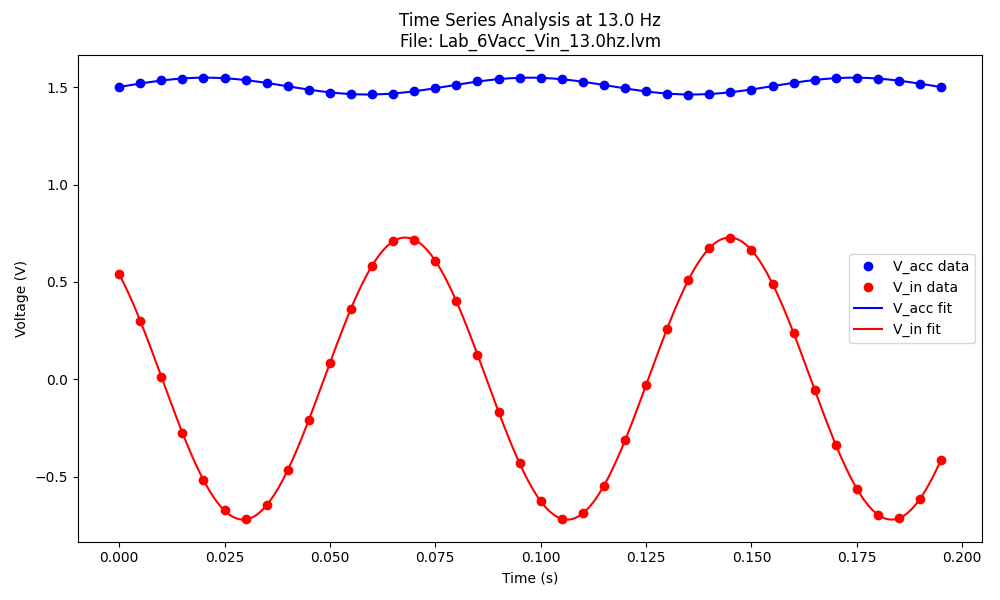 Time Series Analysis at 13.0 Hz
File: Lab_6Vacc_Vin_13.0hz.lvm
Voltage (V)
1.5
1.0
0.5
0.0
−0.5
V_acc data
V_in data
V_acc fit
V_in fit
0.000 0.025 0.050 0.075 0.100 0.125 0.150 0.175 0.200
Time (s)